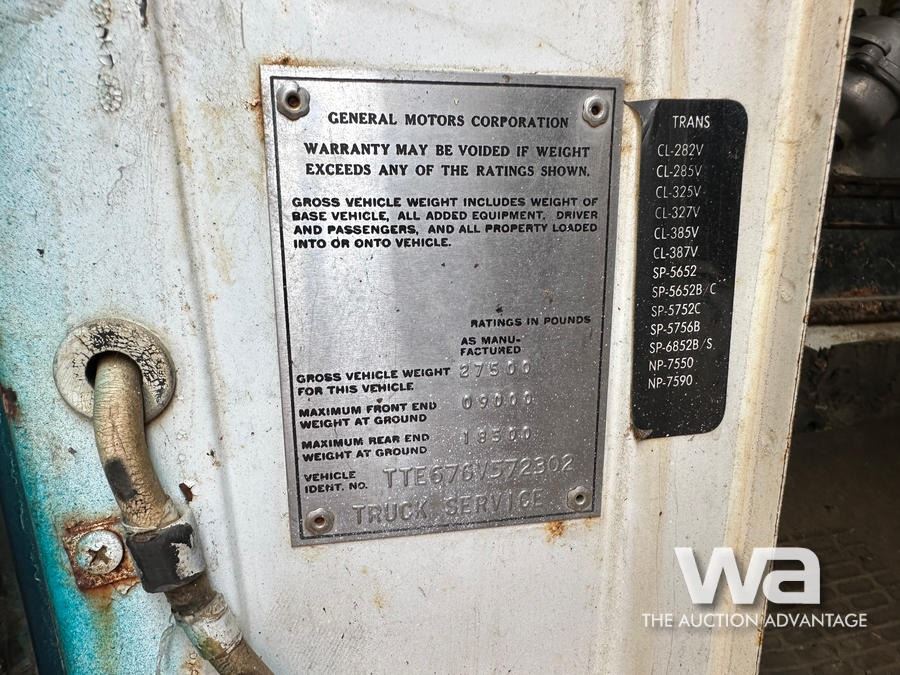 GENERAL MOTORS CORPORATION
WARRANTY MAY BE VOIDED IF WEIGHT
EXCEEDS ANY OF THE RATINGS SHOWN.
GROSS VEHICLE WEIGHT INCLUDES WEIGHT OF
BASE VEHICLE, ALL ADDED EQUIPMENT, DRIVER
AND PASSENGERS, AND ALL PROPERTY LOADED
INTO OR ONTO VEHICLE.
RATINGS IN POUNDS
AS MANU-
FACTURED
GROSS VEHICLE WEIGHT 27500
FOR THIS VEHICLE
MAXIMUM FRONT END 09000
WEIGHT AT GROUND
MAXIMUM REAR END 18500
WEIGHT AT GROUND
VEHICLE
IDENT. NO. TTE676V572302
TRUCK SERVICE
TRANS
CL-282V
CL-285V
CL-325V
CL-327V
CL-385V
CL-387V
SP-5652
SP-5652B/C
SP-5752C
SP-5756B
SP-6852B/S
NP-7550
NP-7590
wa
THE AUCTION ADVANTAGE